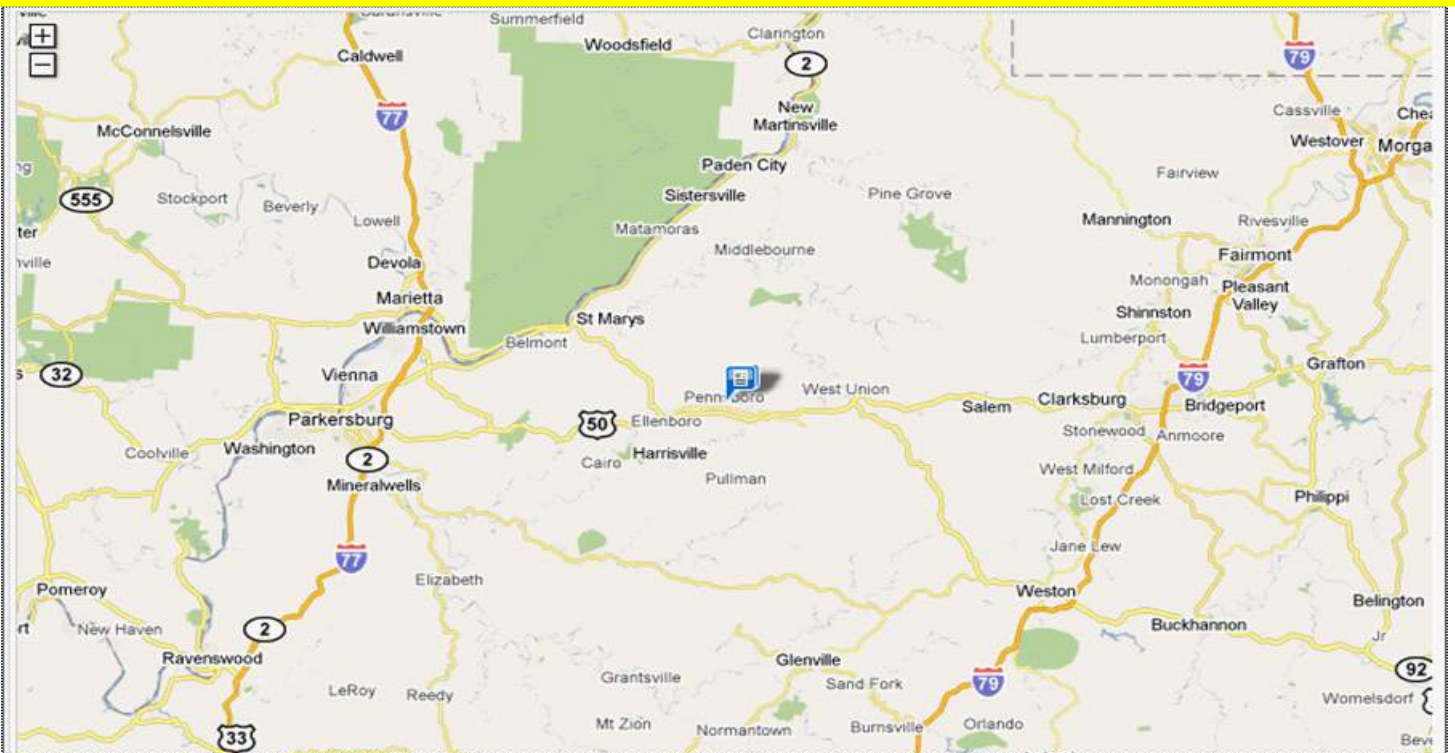 +
−
Summerfield
Clarington
Woodsfield
Caldwell
2
79
77
New
Martinsville
Cassville
McConnelsville
Westover
Paden City
Fairview
Sistersville
Pine Grove
555
Stockport
Beverly
Lowell
Matamoras
Mannington
Rivesville
Middlebourne
Fairmont
Devola
Monongah
Pleasant
Valley
Marietta
Shinnston
St Marys
Williamstown
Belmont
Lumberport
Grafton
32
Vienna
79
West Union
Salem
Clarksburg
Bridgeport
Parkersburg
50
Ellenboro
Stonewood
Anmoore
Coolville
Washington
2
Cairo
Harrisville
West Milford
Mineralwells
Pullman
Lost Creek
Philippi
Jane Lew
77
Elizabeth
Pomeroy
Weston
Belington
New Haven
2
Buckhannon
Jr
Ravenswood
Glenville
92
LeRoy
Reedy
Grantsville
Sand Fork
79
Womelsdorf
Mt Zion
Normantown
Burnsville
Orlando
33